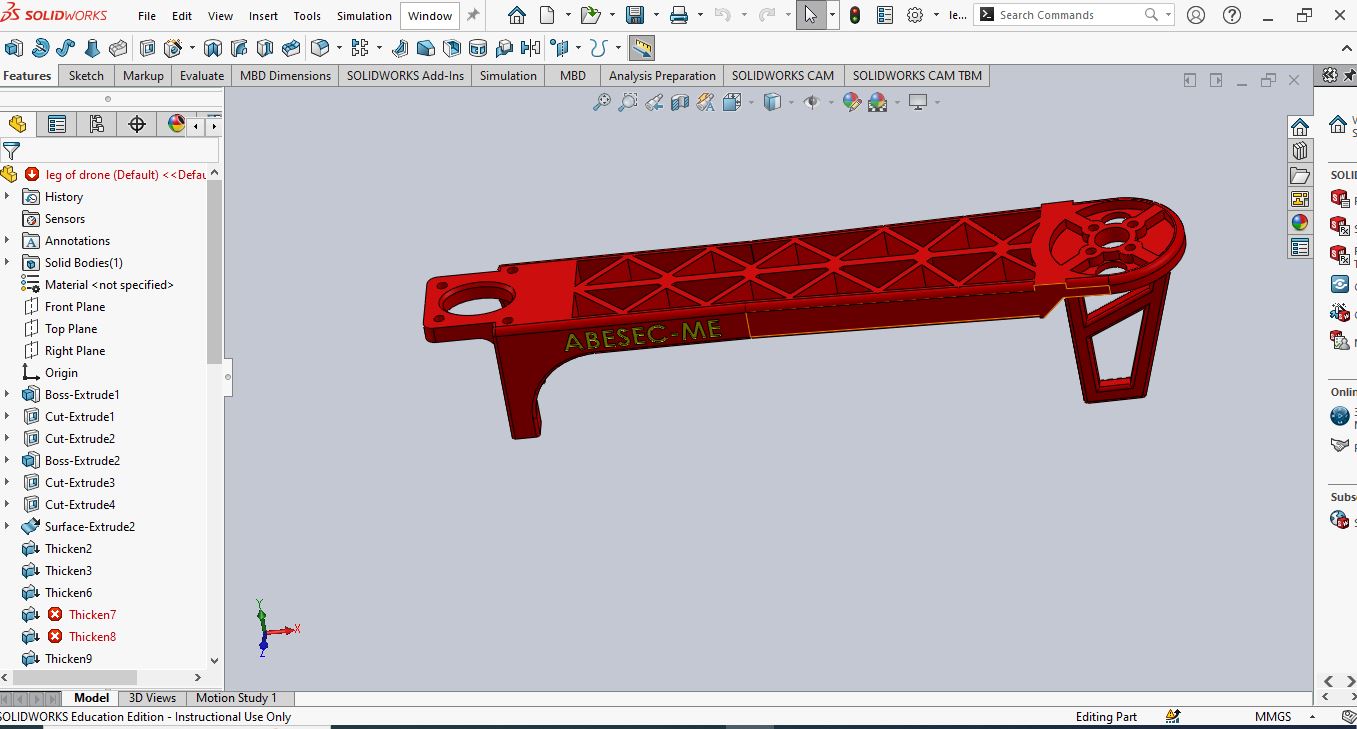 SOLIDWORKS File Edit View Insert Tools Simulation Window le... Search Commands
Features Sketch Markup Evaluate MBD Dimensions SOLIDWORKS Add-Ins Simulation MBD Analysis Preparation SOLIDWORKS CAM SOLIDWORKS CAM TBM
leg of drone (Default) <<Defau
History
Sensors
Annotations
Solid Bodies(1)
Material <not specified>
Front Plane
Top Plane
Right Plane
Origin
Boss-Extrude1
Cut-Extrude1
Cut-Extrude2
Boss-Extrude2
Cut-Extrude3
Cut-Extrude4
Surface-Extrude2
Thicken2
Thicken3
Thicken6
Thicken7
Thicken8
Thicken9
ABESEC-ME
Y
X
Z
SOLID
Onlin
Subs
Model 3D Views Motion Study 1
SOLIDWORKS Education Edition - Instructional Use Only Editing Part MMGS